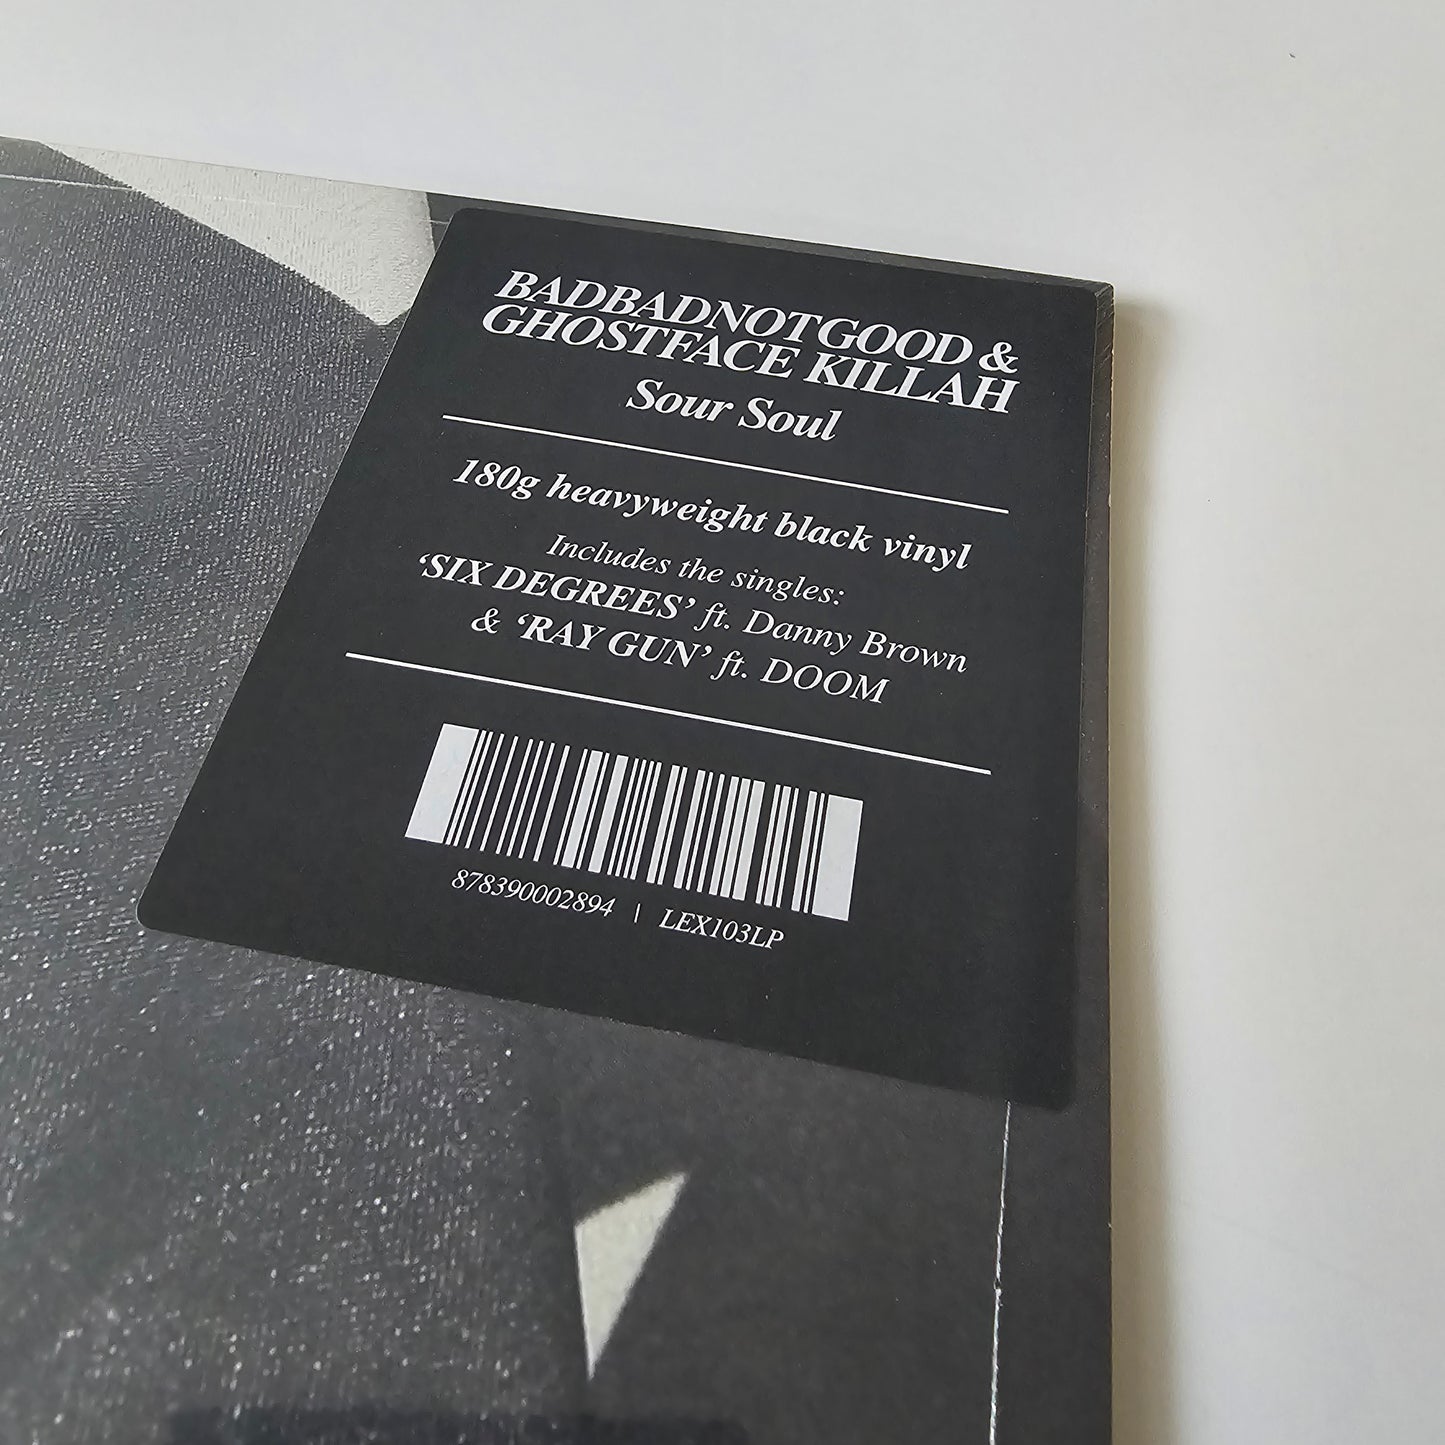 BADBADNOTGOOD &
GHOSTFACE KILLAH
Sour Soul
180g heavyweight black vinyl
Includes the singles:
‘SIX DEGREES’ ft. Danny Brown
& ‘RAY GUN’ ft. DOOM
878390002894 | LEX103LP